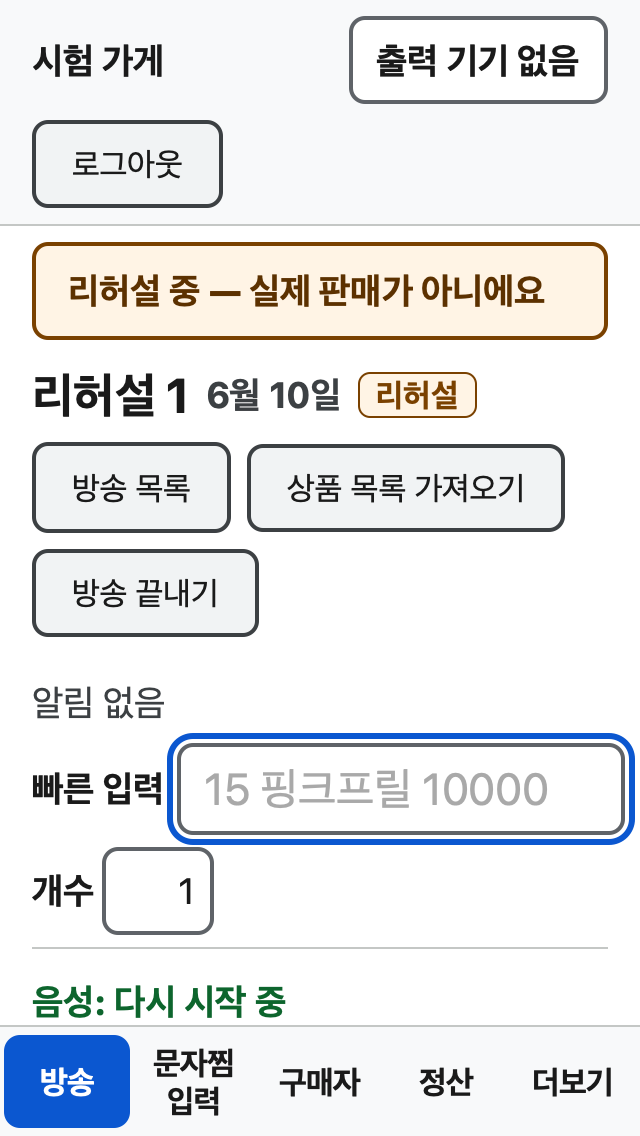 시험 가게
출력 기기 없음
로그아웃
리허설 중 — 실제 판매가 아니에요
리허설 1 6월 10일 리허설
방송 목록
상품 목록 가져오기
방송 끝내기
알림 없음
빠른 입력 15 핑크프릴 10000
개수 1
음성: 다시 시작 중
방송
문자찜
입력
구매자
정산
더보기